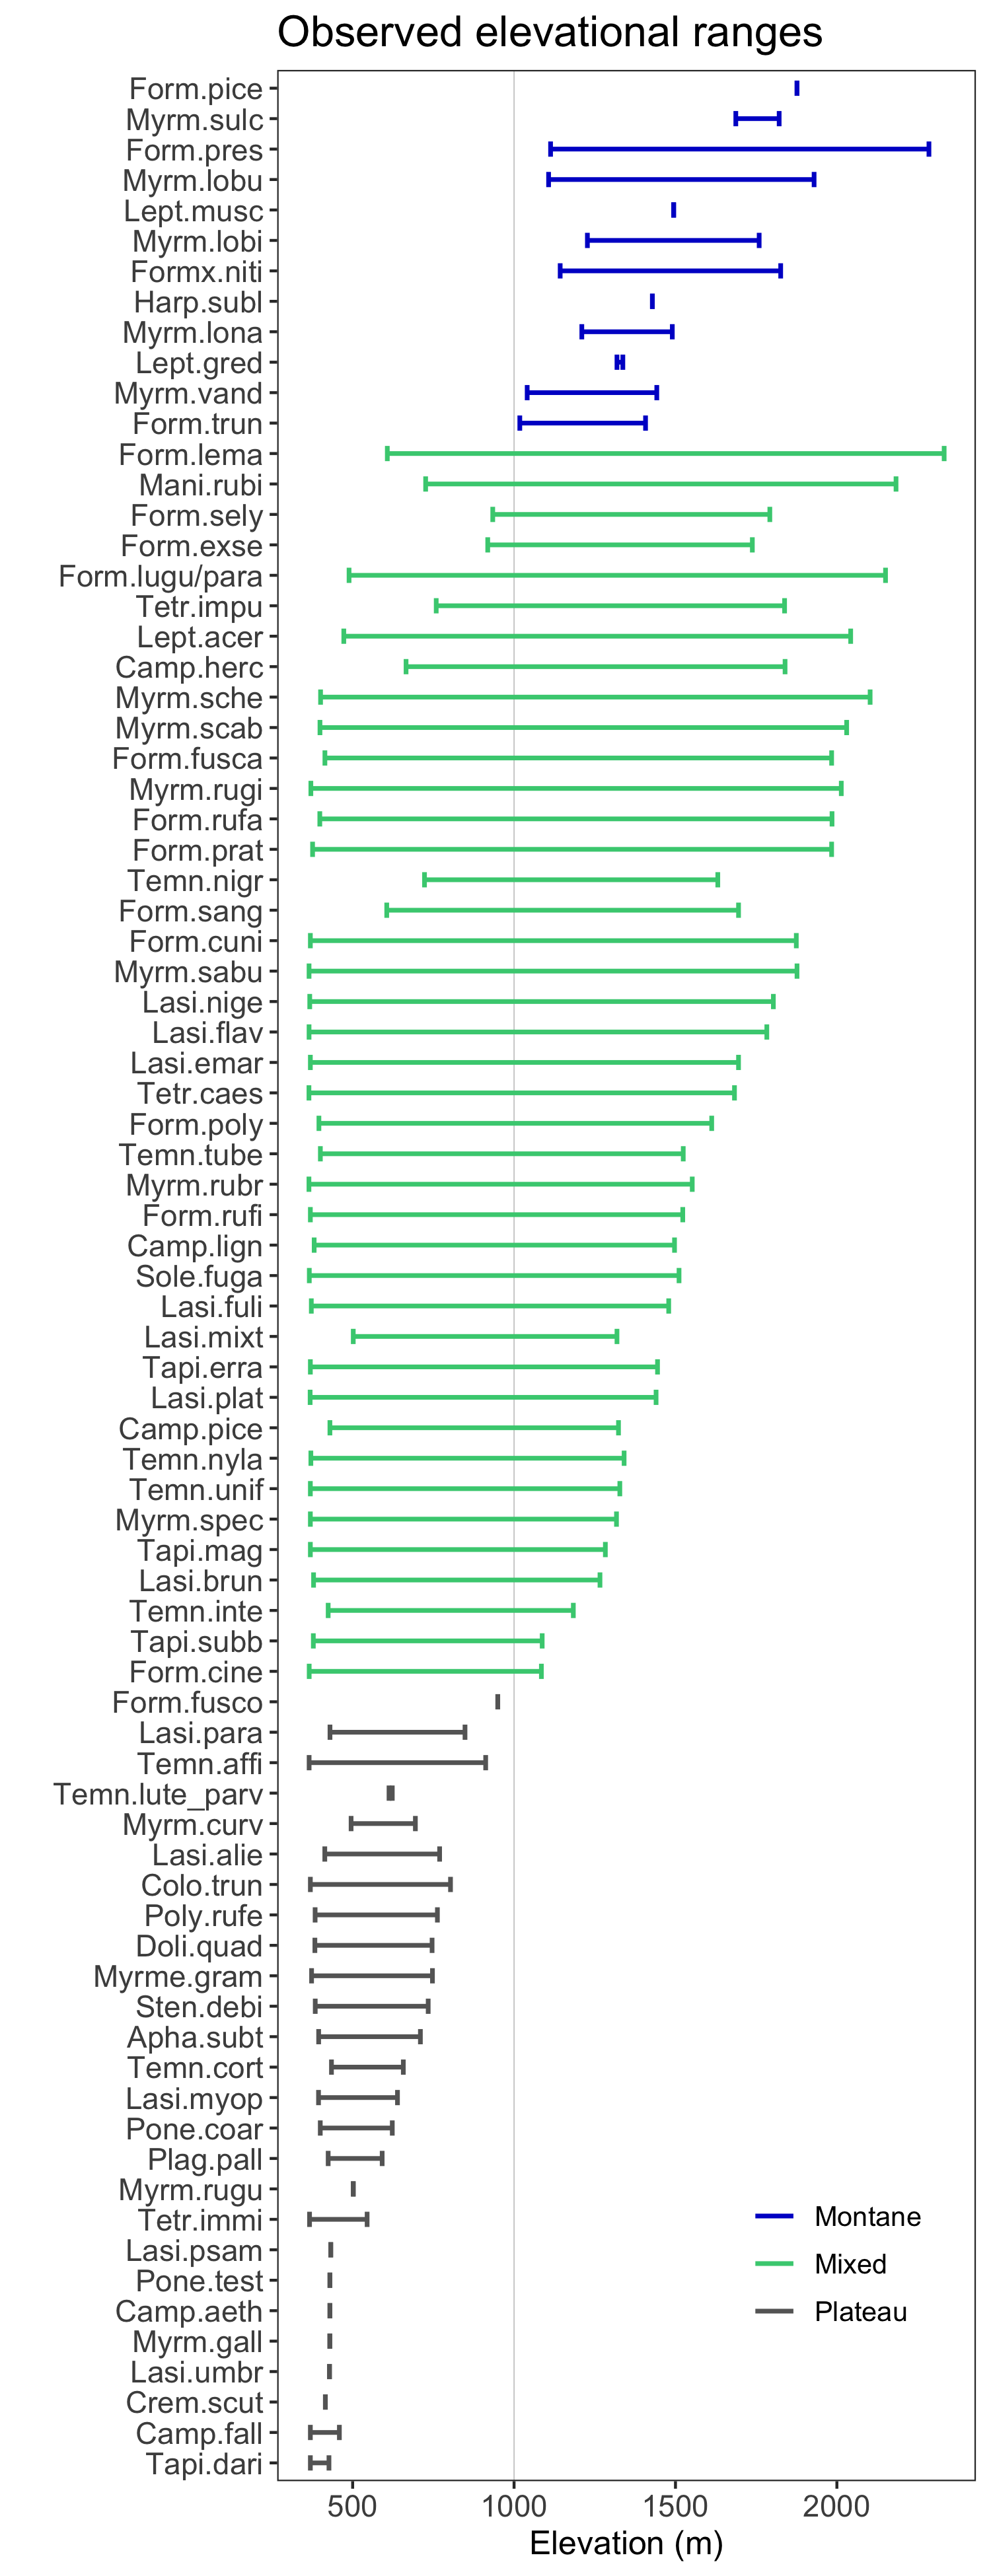 Observed elevational ranges
Form.pice
Myrm.sulc
Form.pres
Myrm.lobu
Lept.musc
Myrm.lobi
Formx.niti
Harp.subl
Myrm.lona
Lept.gred
Myrm.vand
Form.trun
Form.lema
Mani.rubi
Form.sely
Form.exse
Form.lugu/para
Tetr.impu
Lept.acer
Camp.herc
Myrm.sche
Myrm.scab
Form.fusca
Myrm.rugi
Form.rufa
Form.prat
Temn.nigr
Form.sang
Form.cuni
Myrm.sabu
Lasi.nige
Lasi.flav
Lasi.emar
Tetr.caes
Form.poly
Temn.tube
Myrm.rubr
Form.rufi
Camp.lign
Sole.fuga
Lasi.fuli
Lasi.mixt
Tapi.erra
Lasi.plat
Camp.pice
Temn.nyla
Temn.unif
Myrm.spec
Tapi.mag
Lasi.brun
Temn.inte
Tapi.subb
Form.cine
Form.fusco
Lasi.para
Temn.affi
Temn.lute_parv
Myrm.curv
Lasi.alie
Colo.trun
Poly.rufe
Doli.quad
Myrme.gram
Sten.debi
Apha.subt
Temn.cort
Lasi.myop
Pone.coar
Plag.pall
Myrm.rugu
Tetr.immi
Lasi.psam
Pone.test
Camp.aeth
Myrm.gall
Lasi.umbr
Crem.scut
Camp.fall
Tapi.dari
Montane
Mixed
Plateau
500 1000 1500 2000
Elevation (m)